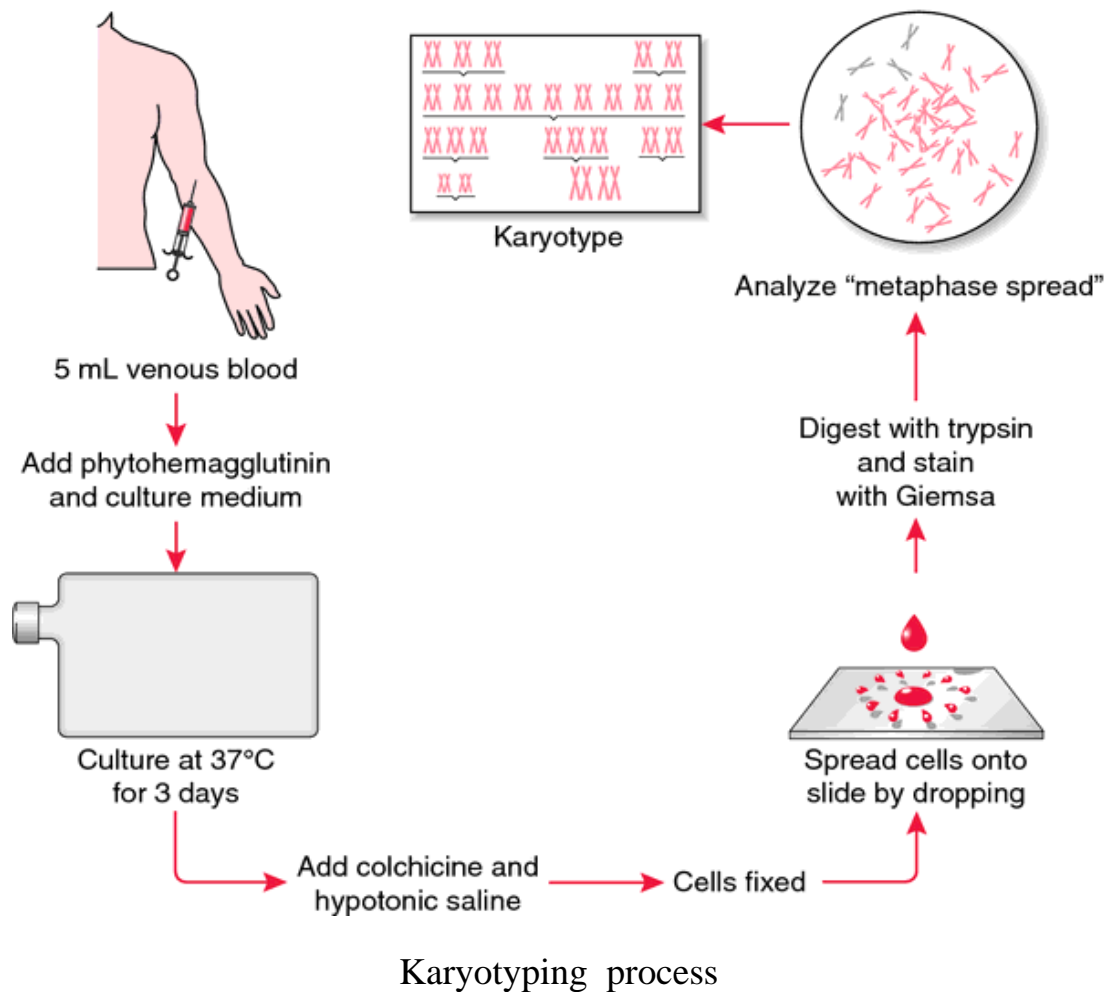 5 mL venous blood
Add phytohemagglutinin
and culture medium
Culture at 37°C
for 3 days
Add colchicine and
hypotonic saline
Cells fixed
Spread cells onto
slide by dropping
Digest with trypsin
and stain
with Giemsa
Analyze “metaphase spread”
Karyotype
Karyotyping process